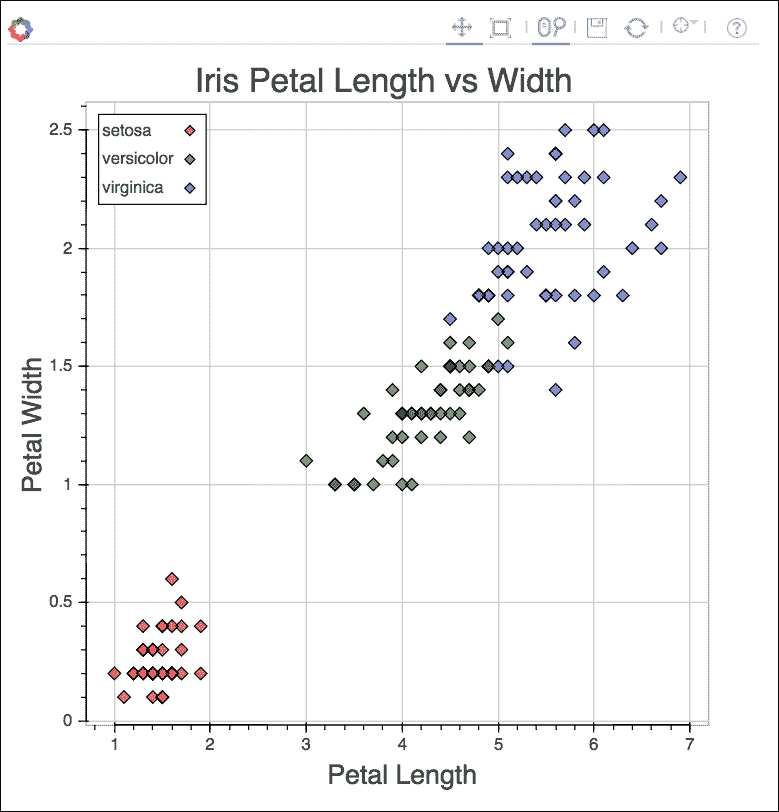 Iris Petal Length vs Width
setosa
versicolor
virginica
2.5
2
1.5
1
0.5
0
Petal Width
1 2 3 4 5 6 7
Petal Length